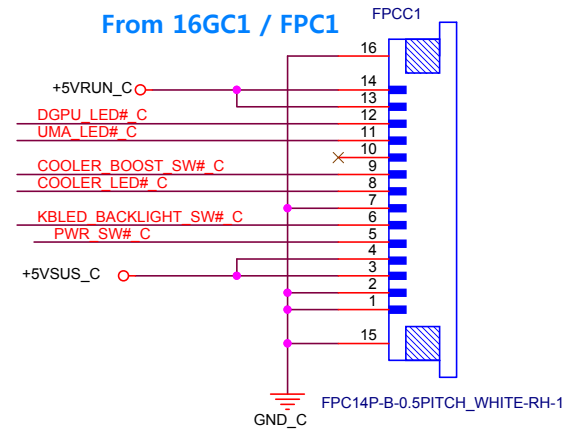 From 16GC1 / FPC1
FPCC1
16
+5VRUN_C
14
13
DGPU_LED#_C
12
UMA_LED#_C
11
10
COOLER_BOOST_SW#_C
9
COOLER_LED#_C
8
7
KBLED_BACKLIGHT_SW#_C
6
PWR_SW#_C
5
4
+5VSUS_C
3
2
1
15
FPC14P-B-0.5PITCH_WHITE-RH-1
GND_C